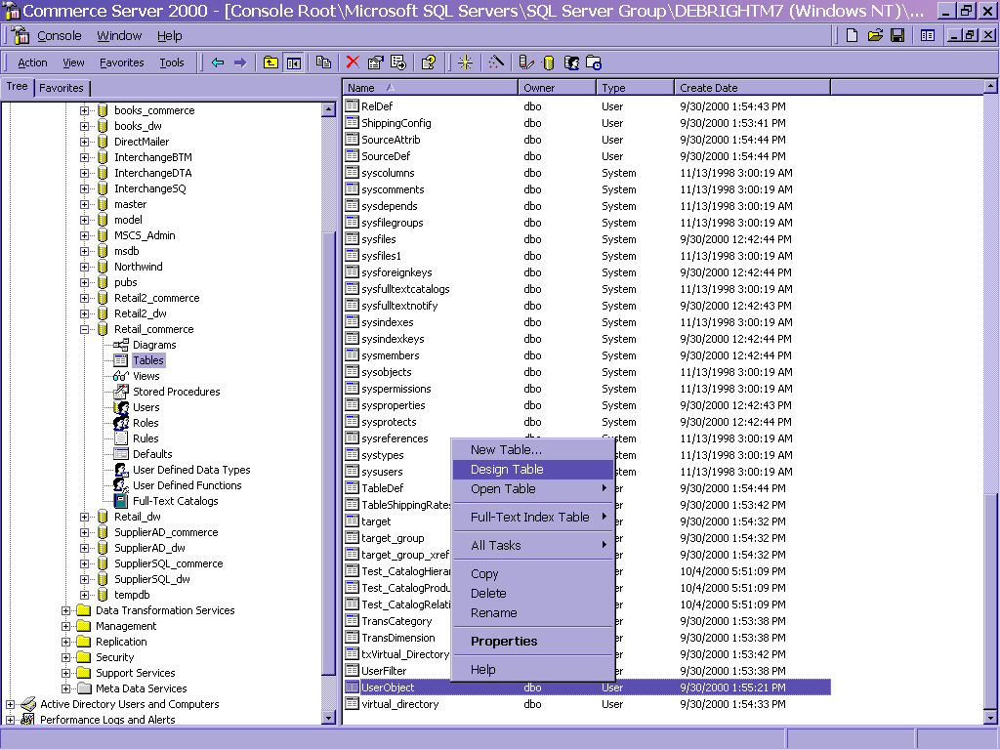 Commerce Server 2000 - [Console Root\Microsoft SQL Servers\SQL Server Group\DEBRIGHTM7 (Windows NT)\...
Console Window Help
Action View Favorites Tools
Tree Favorites
books_commerce
books_dw
DirectMailer
InterchangeBTM
InterchangeDTA
InterchangeSQ
master
model
MSCS_Admin
msdb
Northwind
pubs
Retail2_commerce
Retail2_dw
Retail_commerce
Diagrams
Tables
Views
Stored Procedures
Users
Roles
Rules
Defaults
User Defined Data Types
User Defined Functions
Full-Text Catalogs
Retail_dw
SupplierAD_commerce
SupplierAD_dw
SupplierSQL_commerce
SupplierSQL_dw
tempdb
Data Transformation Services
Management
Replication
Security
Support Services
Meta Data Services
Active Directory Users and Computers
Performance Logs and Alerts
Name Owner Type Create Date
RelDef dbo User 9/30/2000 1:54:43 PM
ShippingConfig dbo User 9/30/2000 1:53:41 PM
SourceAttrib dbo User 9/30/2000 1:54:44 PM
SourceDef dbo User 9/30/2000 1:54:44 PM
syscolumns dbo System 11/13/1998 3:00:19 AM
syscomments dbo System 11/13/1998 3:00:19 AM
sysdepends dbo System 11/13/1998 3:00:19 AM
sysfilegroups dbo System 11/13/1998 3:00:19 AM
sysfiles dbo System 9/30/2000 12:42:44 PM
sysfiles1 dbo System 11/13/1998 3:00:19 AM
sysforeignkeys dbo System 9/30/2000 12:42:44 PM
sysfulltextcatalogs dbo System 11/13/1998 3:00:19 AM
sysfulltextnotify dbo System 9/30/2000 12:42:44 PM
sysindexes dbo System 11/13/1998 3:00:19 AM
sysindexkeys dbo System 9/30/2000 12:42:44 PM
sysmembers dbo System 9/30/2000 12:42:44 PM
sysobjects dbo System 11/13/1998 3:00:19 AM
syspermissions dbo System 11/13/1998 3:00:19 AM
sysproperties dbo System 9/30/2000 12:42:43 PM
sysprotects dbo System 9/30/2000 12:42:44 PM
sysreferences dbo System 11/13/1998 3:00:19 AM
systypes stem 11/13/1998 3:00:19 AM
sysusers stem 11/13/1998 3:00:19 AM
TableDef er 9/30/2000 1:54:44 PM
TableShippingRates er 9/30/2000 1:53:42 PM
target er 9/30/2000 1:54:32 PM
target_group er 9/30/2000 1:54:32 PM
target_group_xref er 9/30/2000 1:54:32 PM
Test_CatalogHierar er 10/4/2000 5:51:09 PM
Test_CatalogProdu er 10/4/2000 5:51:09 PM
Test_CatalogRelati er 10/4/2000 5:51:09 PM
TransCategory er 9/30/2000 1:53:38 PM
TransDimension er 9/30/2000 1:53:38 PM
txVirtual_Directory er 9/30/2000 1:53:42 PM
UserFilter er 9/30/2000 1:53:38 PM
UserObject dbo User 9/30/2000 1:55:21 PM
virtual_directory dbo User 9/30/2000 1:54:33 PM
New Table...
Design Table
Open Table
Full-Text Index Table
All Tasks
Copy
Delete
Rename
Properties
Help